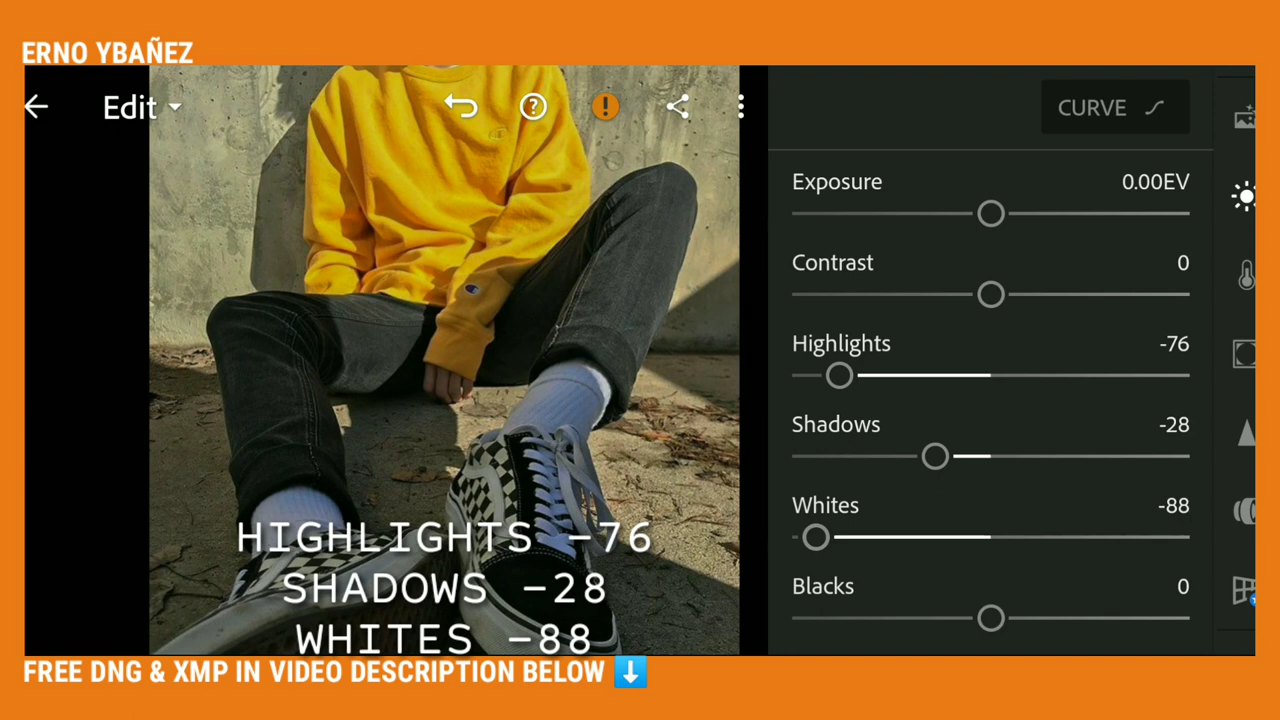 ERNO YBAÑEZ
Edit
CURVE
Exposure 0.00EV
Contrast 0
Highlights -76
Shadows -28
Whites -88
Blacks 0
HIGHLIGHTS -76
SHADOWS -28
WHITES -88
FREE DNG & XMP IN VIDEO DESCRIPTION BELOW ⬇️